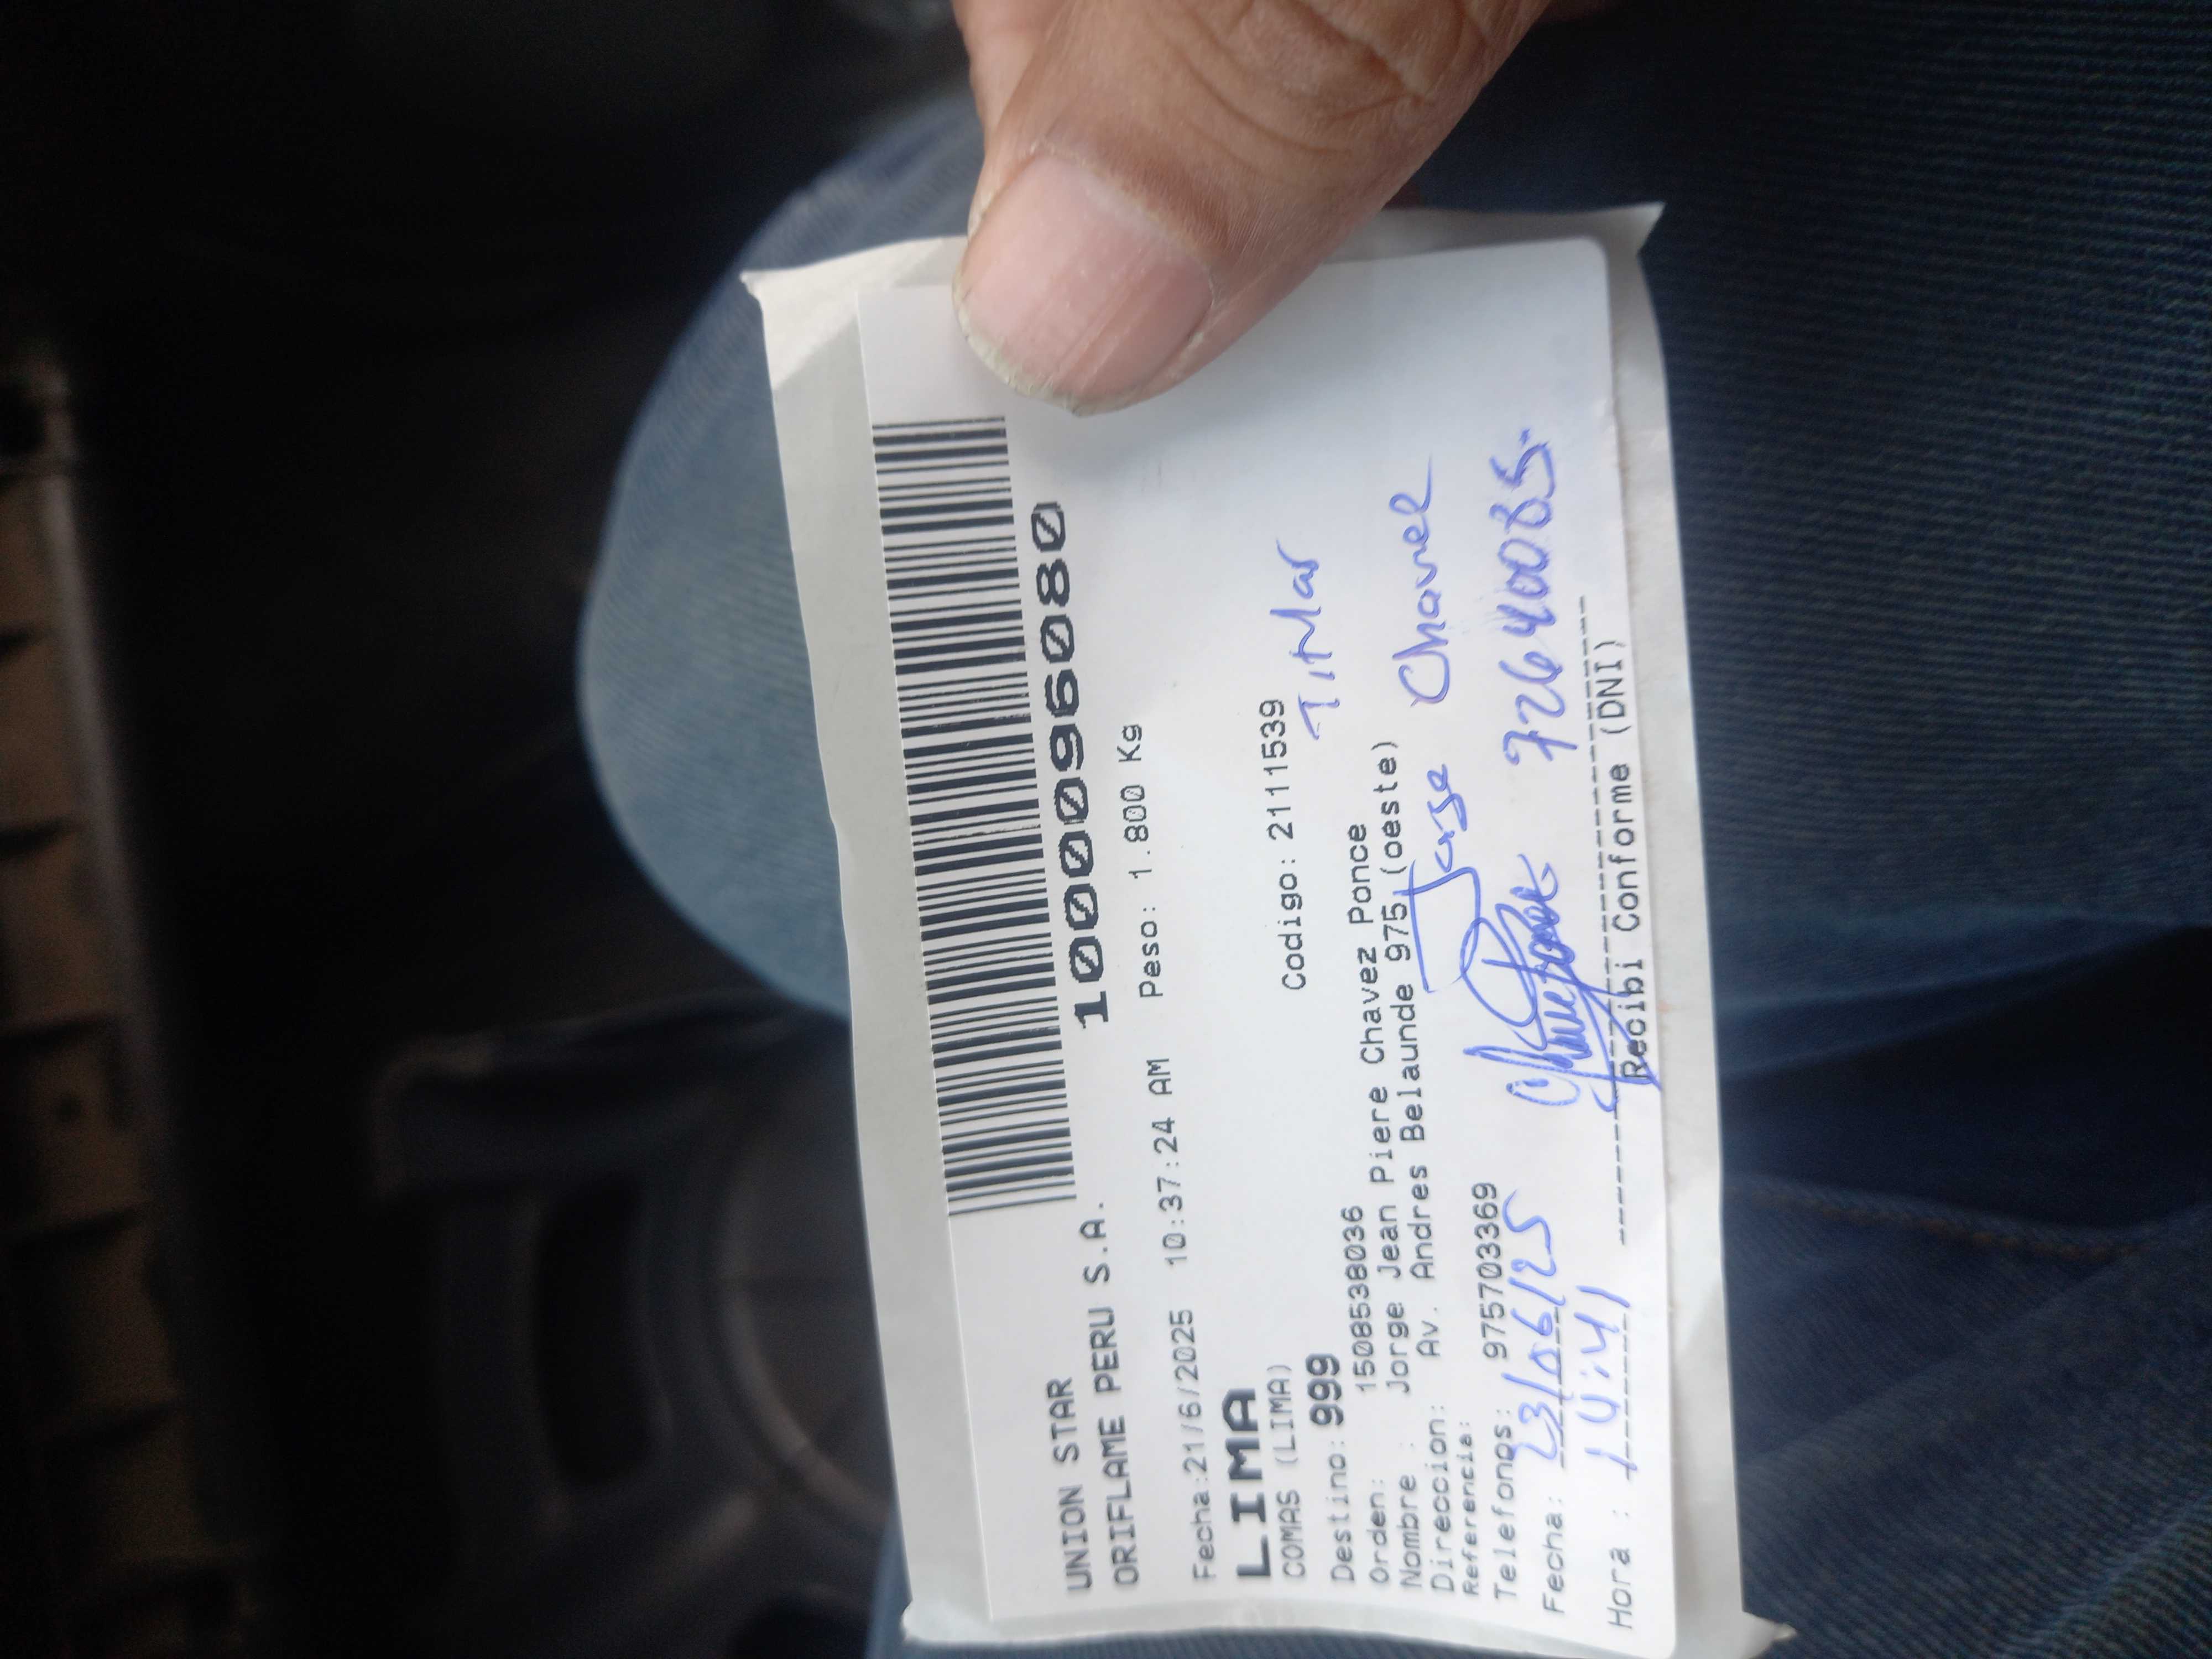 UNION STAR
ORIFLAME PERU S.A.
1000096080
Fecha:21/6/2025 10:37:24 AM Peso: 1.800 Kg
LIMA
COMAS (LIMA)
Destino: 999 Codigo: 2111539
Titular
Orden: 1508538036
Nombre : Jorge Jean Piere Chavez Ponce
Direccion: Av. Andres Belaunde 975 (oeste)
Referencia:
Jorge Chavez
Telefonos: 975703369
Fecha: 23/06/25
72640085
Hora : 14:41
Recibi Conforme (DNI)